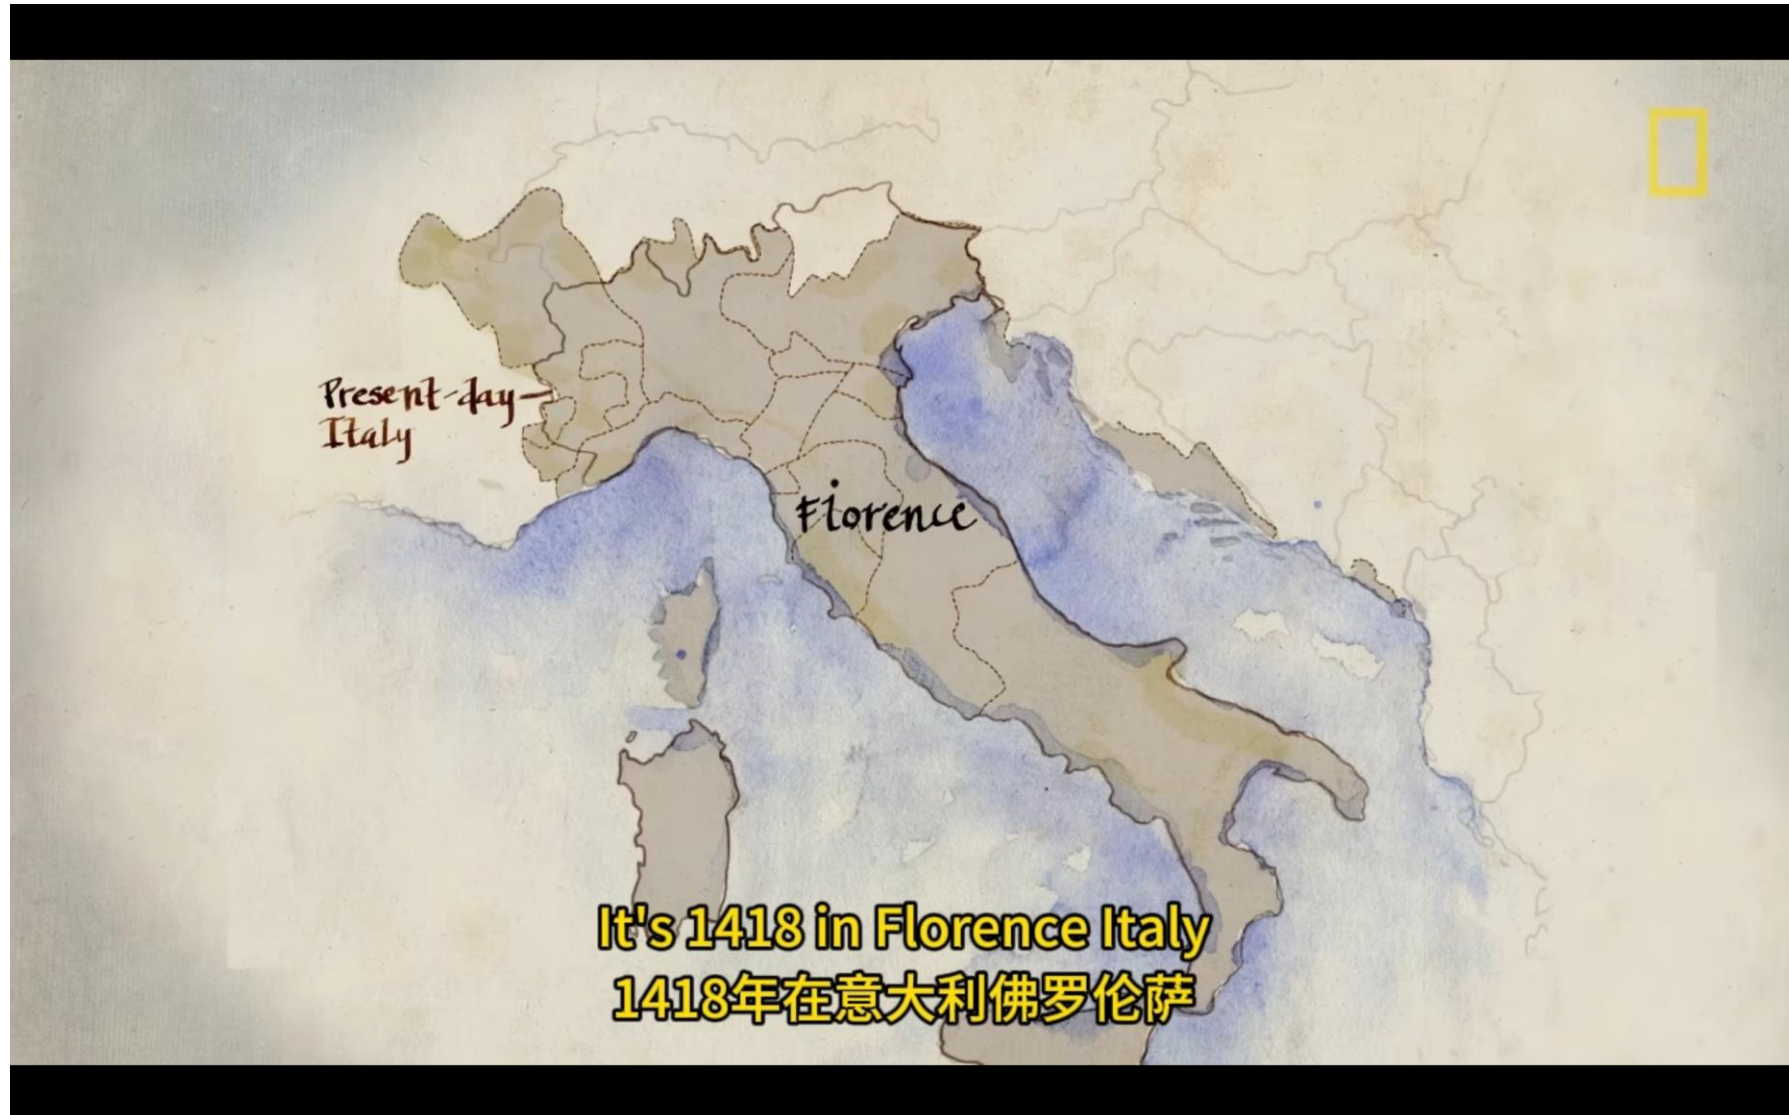 Present-day
Italy
Florence
It's 1418 in Florence Italy
1418年在意大利佛罗伦萨